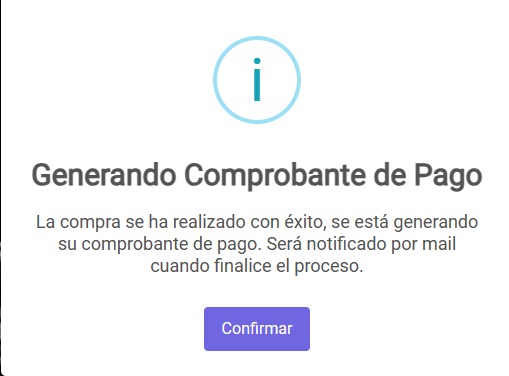 i
Generando Comprobante de Pago
La compra se ha realizado con éxito, se está generando
su comprobante de pago. Será notificado por mail
cuando finalice el proceso.
Confirmar